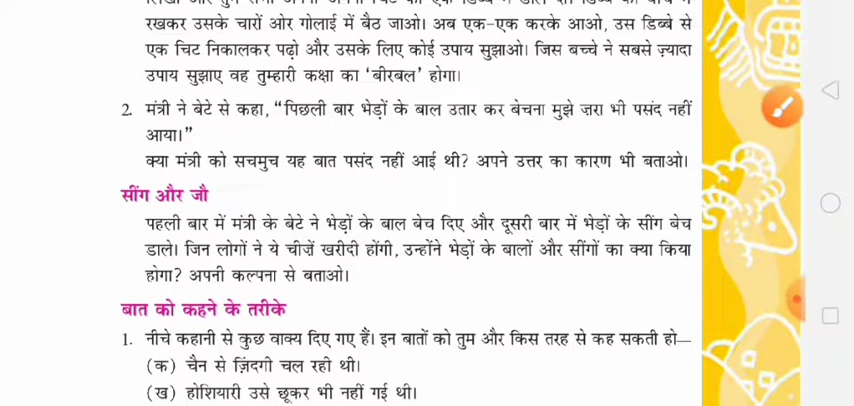 रखकर उसके चारों ओर गोलाई में बैठ जाओ। अब एक-एक करके आओ, उस डिब्बे से
एक चिट निकालकर पढ़ो और उसके लिए कोई उपाय सुझाओ। जिस बच्चे ने सबसे ज़्यादा
उपाय सुझाए वह तुम्हारी कक्षा का ‘बीरबल’ होगा।
2. मंत्री ने बेटे से कहा, “पिछली बार भेड़ों के बाल उतार कर बेचना मुझे ज़रा भी पसंद नहीं
आया।”
क्या मंत्री को सचमुच यह बात पसंद नहीं आई थी? अपने उत्तर का कारण भी बताओ।
सींग और जौ
पहली बार में मंत्री के बेटे ने भेड़ों के बाल बेच दिए और दूसरी बार में भेड़ों के सींग बेच
डाले। जिन लोगों ने ये चीज़ें खरीदी होंगी, उन्होंने भेड़ों के बालों और सींगों का क्या किया
होगा? अपनी कल्पना से बताओ।
बात को कहने के तरीके
1. नीचे कहानी से कुछ वाक्य दिए गए हैं। इन बातों को तुम और किस तरह से कह सकती हो—
(क) चैन से ज़िंदगी चल रही थी।
(ख) होशियारी उसे छूकर भी नहीं गई थी।